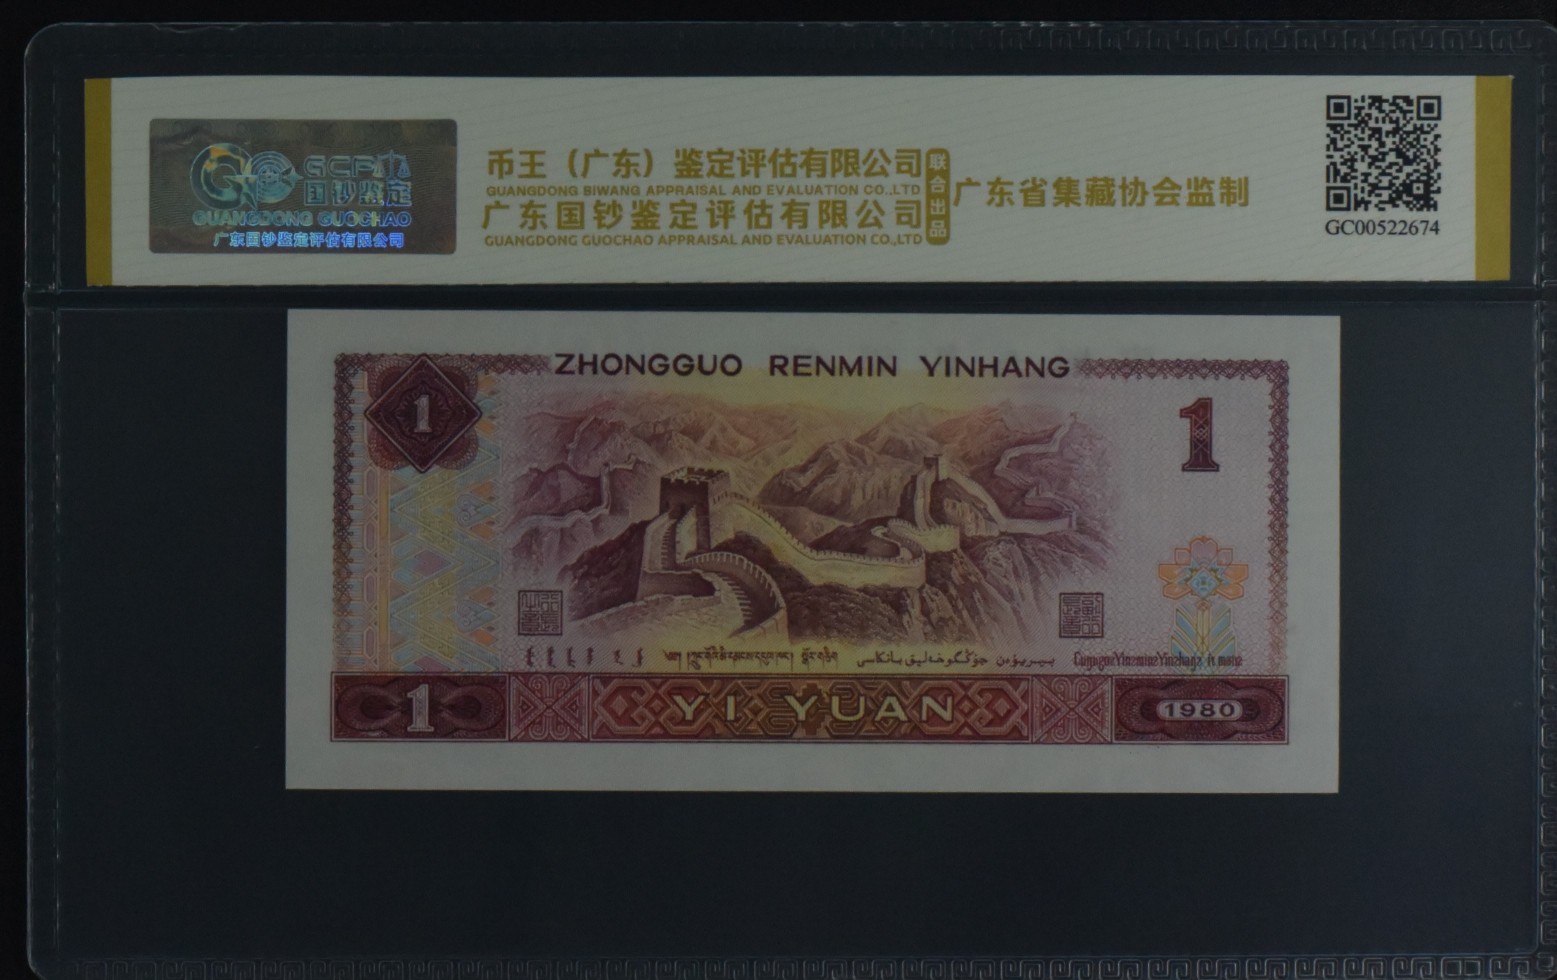 GCPJ
国钞鉴定
GUANGDONG GUOCHAO
广东国钞鉴定评估有限公司
币王（广东）鉴定评估有限公司
GUANGDONG BIWANG APPRAISAL AND EVALUATION CO.,LTD
广东国钞鉴定评估有限公司
GUANGDONG GUOCHAO APPRAISAL AND EVALUATION CO.,LTD
联合出品
广东省集藏协会监制
GC00522674
ZHONGGUO RENMIN YINHANG
1
1
1
YI YUAN
1980